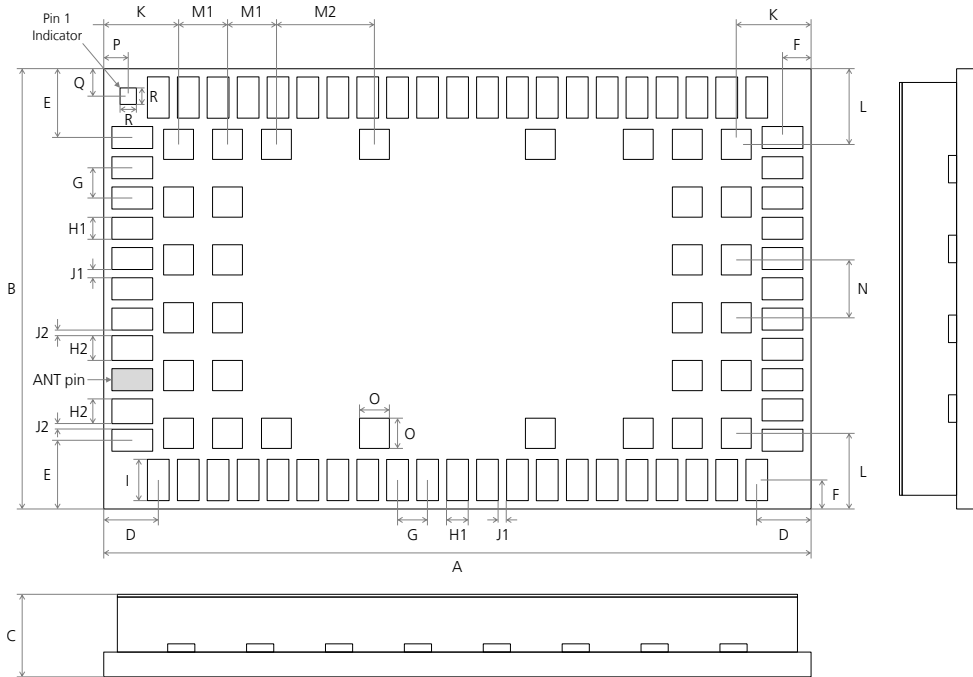 Pin 1
Indicator
K M1 M1 M2 K
P F
Q
E R L
R
G
H1
J1
B N
J2
H2
ANT pin
O
H2 O
J2
E I L
F
D G H1 J1 D
A
C